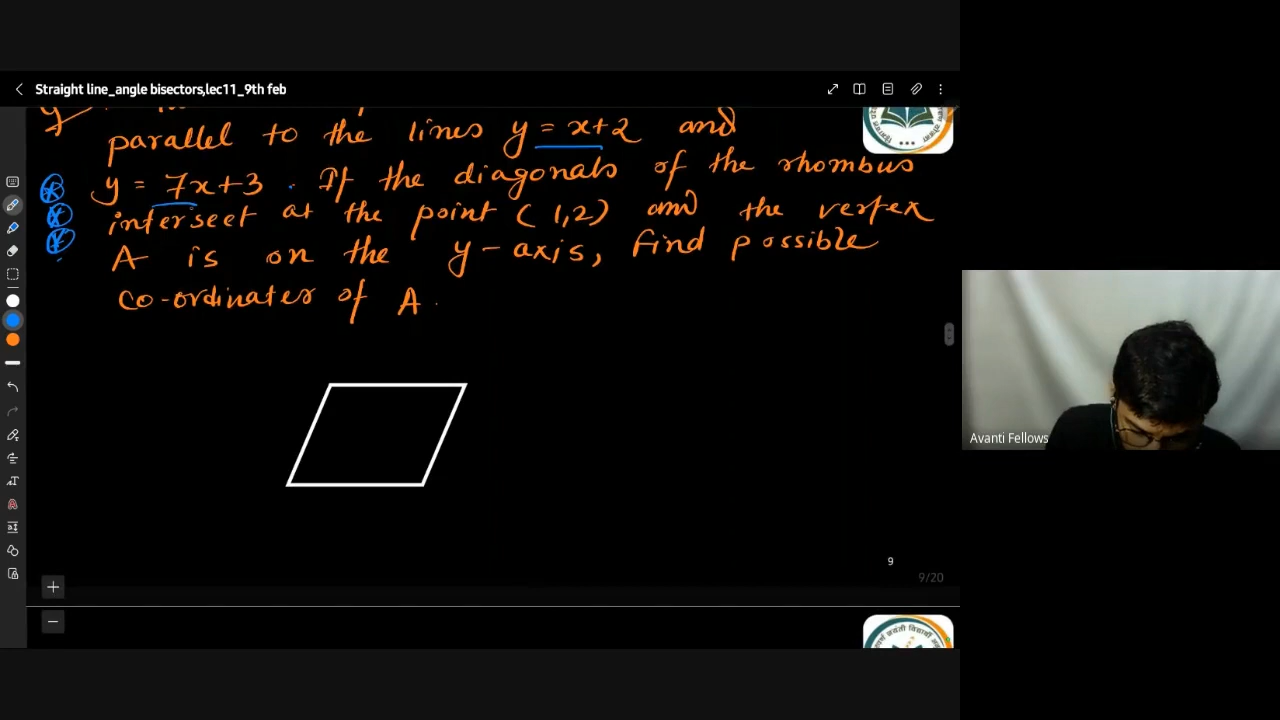 Straight line_angle bisectors,lec11_9th feb
parallel to the lines y = x+2 and
y = 7x+3 . If the diagonals of the rhombus
interseet at the point (1,2) and the vertex
A is on the y-axis, find possible
co-ordinates of A.
Avanti Fellows
9
9/20